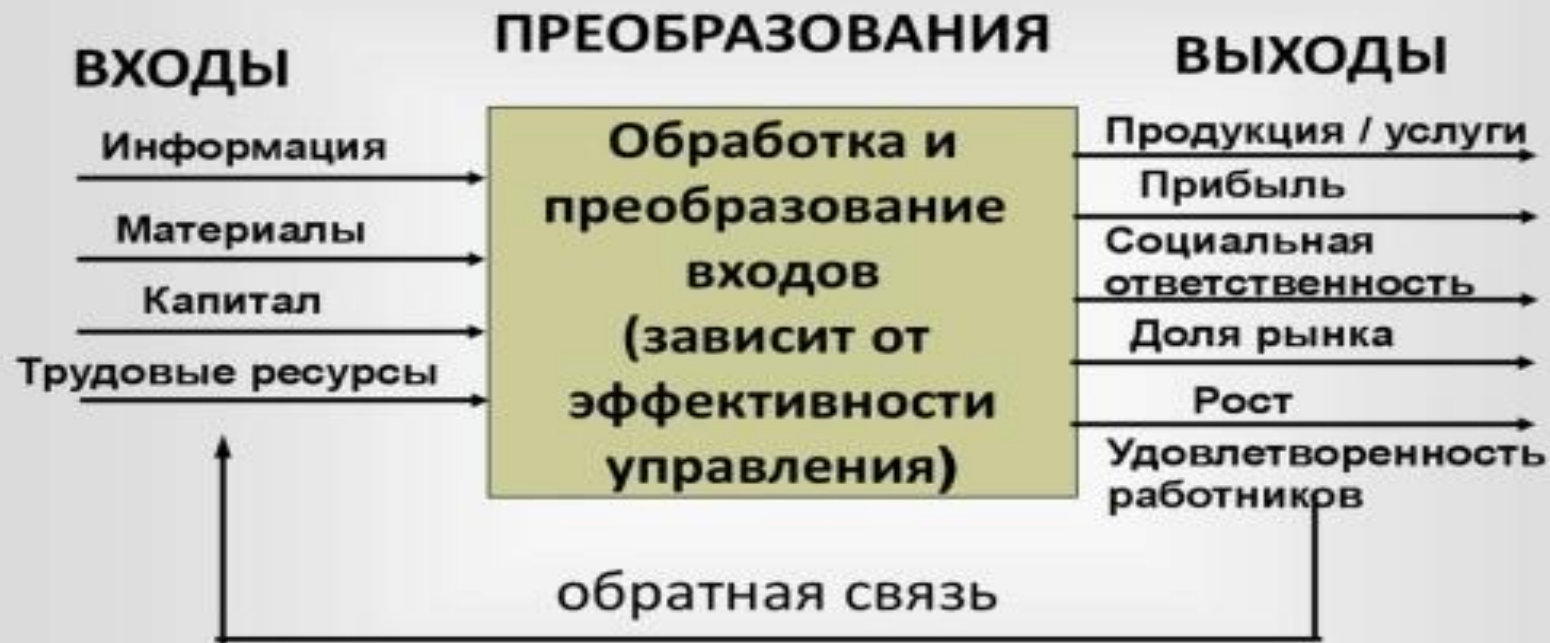 ПРЕОБРАЗОВАНИЯ
ВХОДЫ
ВЫХОДЫ
Информация
Материалы
Капитал
Трудовые ресурсы
Обработка и
преобразование
входов
(зависит от
эффективности
управления)
Продукция / услуги
Прибыль
Социальная
ответственность
Доля рынка
Рост
Удовлетворенность
работников
обратная связь